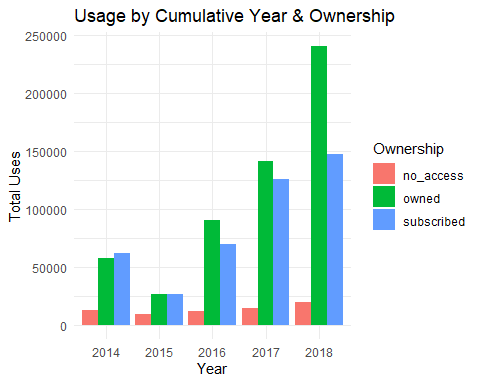 Usage by Cumulative Year & Ownership
250000
200000
150000
100000
50000
0
Total Uses
2014 2015 2016 2017 2018
Year
Ownership
no_access
owned
subscribed